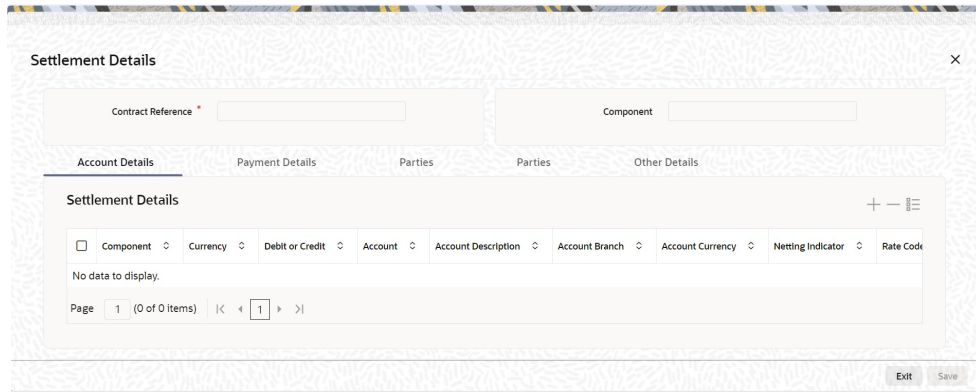 Settlement Details
Contract Reference *
Component
Account Details Payment Details Parties Parties Other Details
Settlement Details
Component Currency Debit or Credit Account Account Description Account Branch Account Currency Netting Indicator Rate Code
No data to display.
Page 1 (0 of 0 items) 1
Exit Save